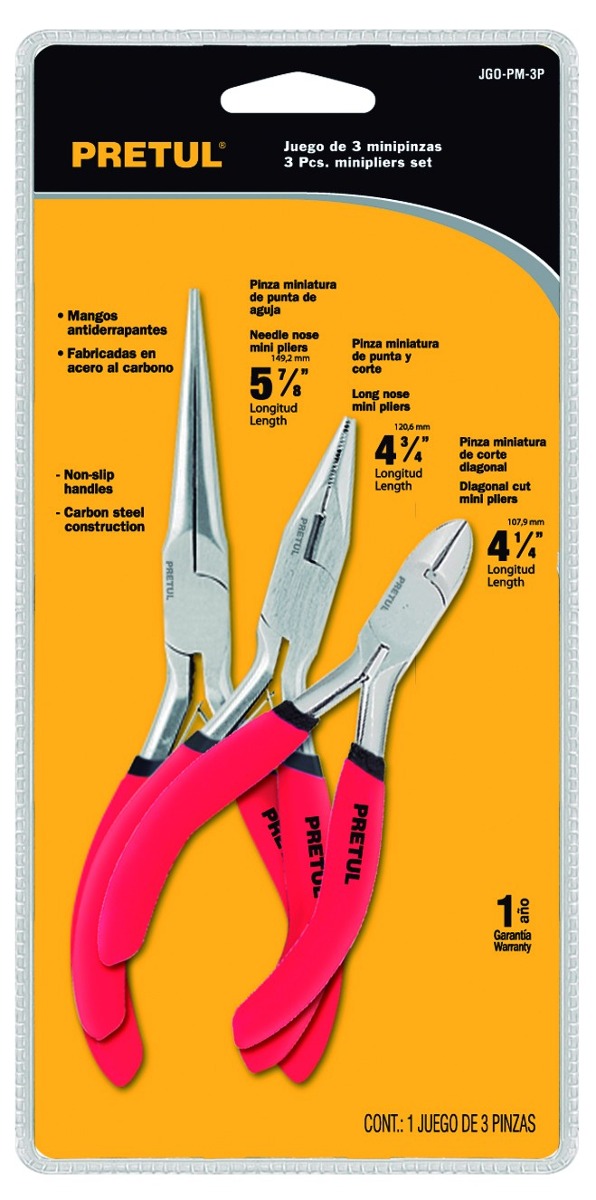 JGO-PM-3P
PRETUL®
Juego de 3 minipinzas
3 Pcs. minipliers set
• Mangos
antiderrapantes
• Fabricadas en
acero al carbono
- Non-slip
handles
- Carbon steel
construction
Pinza miniatura
de punta de
aguja
Needle nose
mini pliers
149,2 mm
5 7/8"
Longitud
Length
Pinza miniatura
de punta y
corte
Long nose
mini pliers
120,6 mm
4 3/4"
Longitud
Length
Pinza miniatura
de corte
diagonal
Diagonal cut
mini pliers
107,9 mm
4 1/4"
Longitud
Length
PRETUL
PRETUL
PRETUL
PRE
PRETUL
PRETUL
1 año
Garantía
Warranty
CONT.: 1 JUEGO DE 3 PINZAS